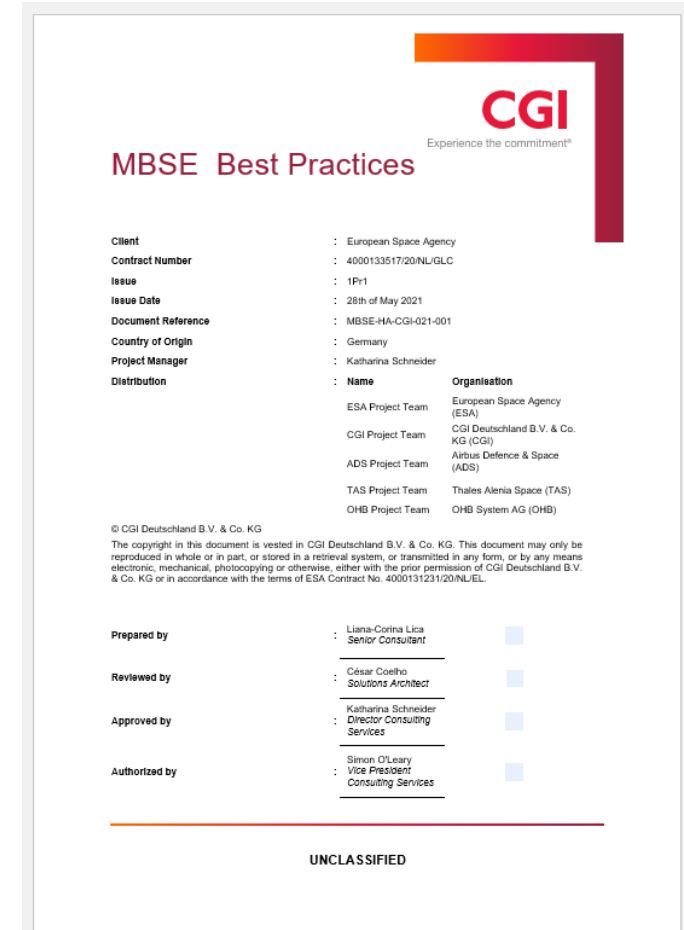 CGI
Experience the commitment®
MBSE Best Practices
Client : European Space Agency
Contract Number : 4000133517/20/NL/GLC
Issue : 1Pr1
Issue Date : 28th of May 2021
Document Reference : MBSE-HA-CGI-021-001
Country of Origin : Germany
Project Manager : Katharina Schneider
Distribution : Name Organisation
ESA Project Team European Space Agency
(ESA)
CGI Project Team CGI Deutschland B.V. & Co.
KG (CGI)
ADS Project Team Airbus Defence & Space
(ADS)
TAS Project Team Thales Alenia Space (TAS)
OHB Project Team OHB System AG (OHB)
© CGI Deutschland B.V. & Co. KG
The copyright in this document is vested in CGI Deutschland B.V. & Co. KG. This document may only be
reproduced in whole or in part, or stored in a retrieval system, or transmitted in any form, or by any means
electronic, mechanical, photocopying or otherwise, either with the prior permission of CGI Deutschland B.V.
& Co. KG or in accordance with the terms of ESA Contract No. 4000131231/20/NL/EL.
Prepared by : Liana-Corina Lica
Senior Consultant
Reviewed by : César Coelho
Solutions Architect
Approved by : Katharina Schneider
Director Consulting
Services
Authorized by : Simon O'Leary
Vice President
Consulting Services
UNCLASSIFIED